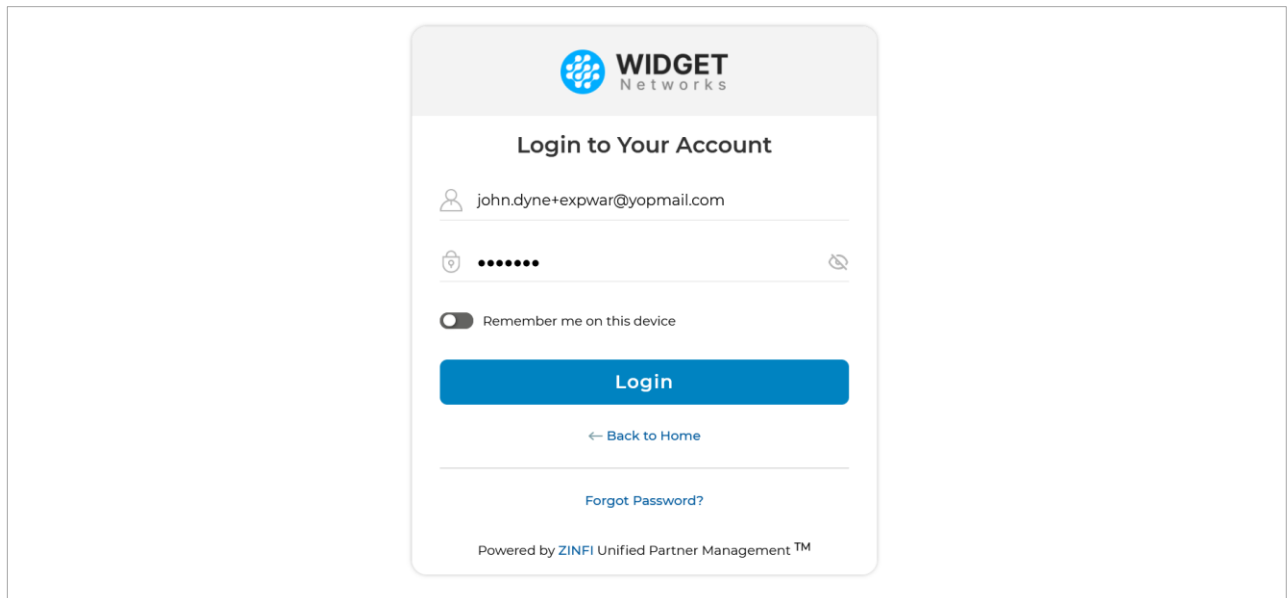 WIDGET
Networks
Login to Your Account
john.dyne+expwar@yopmail.com
•••••••
Remember me on this device
Login
← Back to Home
Forgot Password?
Powered by ZINFI Unified Partner Management TM